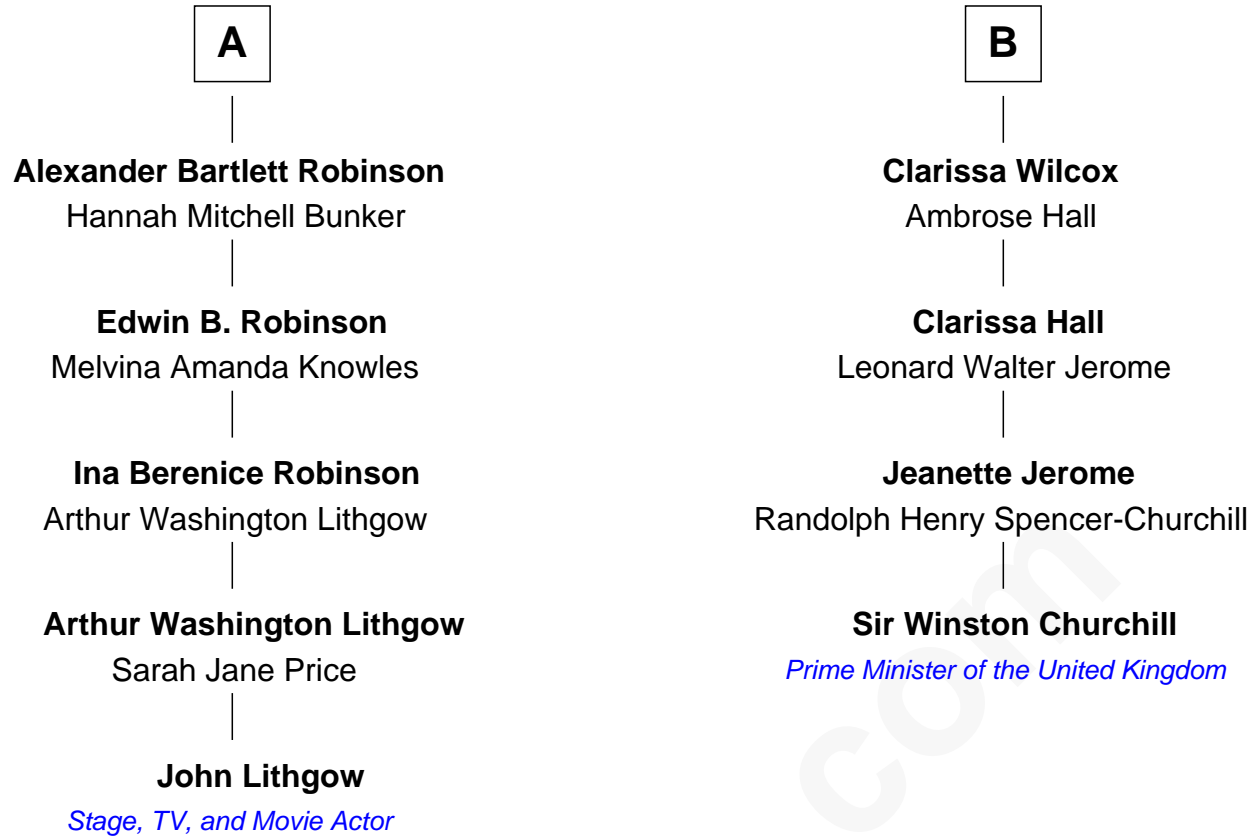 A
Alexander Bartlett Robinson
Hannah Mitchell Bunker
Edwin B. Robinson
Melvina Amanda Knowles
Ina Berenice Robinson
Arthur Washington Lithgow
Arthur Washington Lithgow
Sarah Jane Price
John Lithgow
Stage, TV, and Movie Actor
B
Clarissa Wilcox
Ambrose Hall
Clarissa Hall
Leonard Walter Jerome
Jeanette Jerome
Randolph Henry Spencer-Churchill
Sir Winston Churchill
Prime Minister of the United Kingdom
com